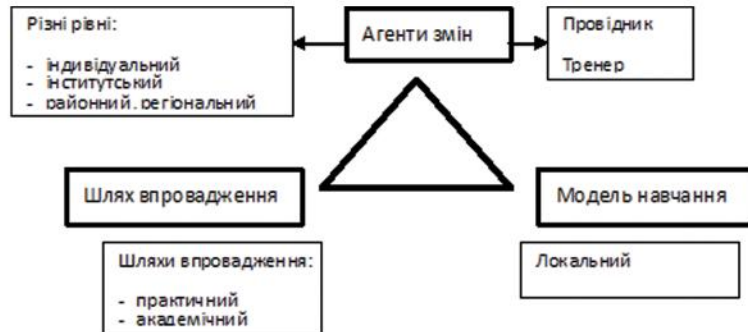 Різні рівні:
- індивідуальний
- інститутський
- районний, регіональний
Агенти змін
Провідник
Тренер
Шлях впровадження
Модель навчання
Шляхи впровадження:
- практичний
- академічний
Локальний